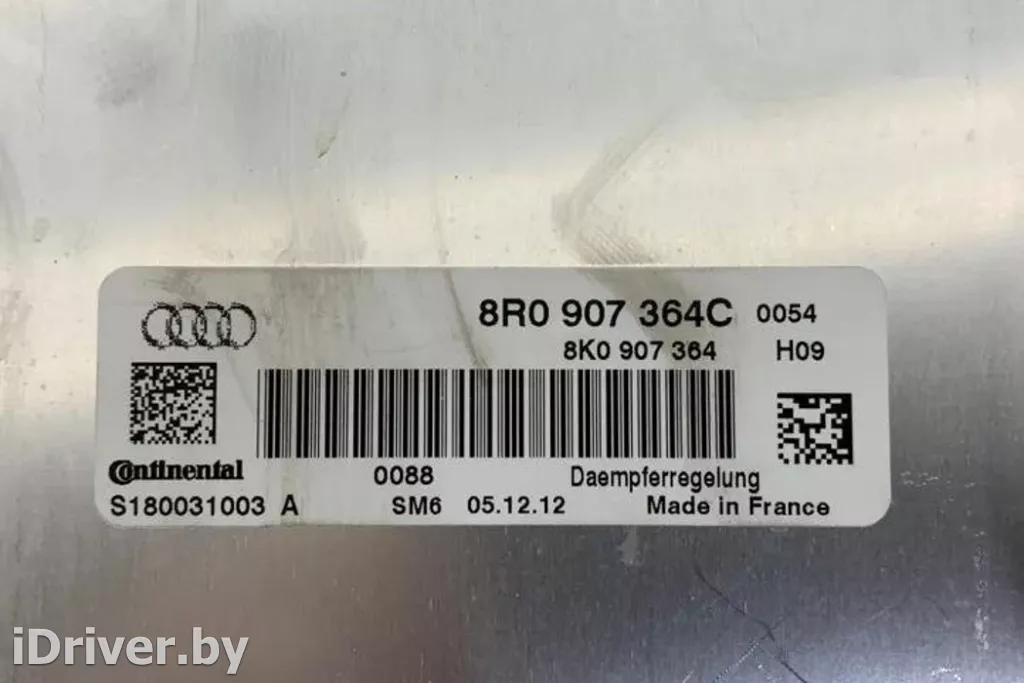 8R0 907 364C 0054
8K0 907 364 H09
Continental 0088 Daempferregelung
S180031003 A SM6 05.12.12 Made in France
iDriver.by